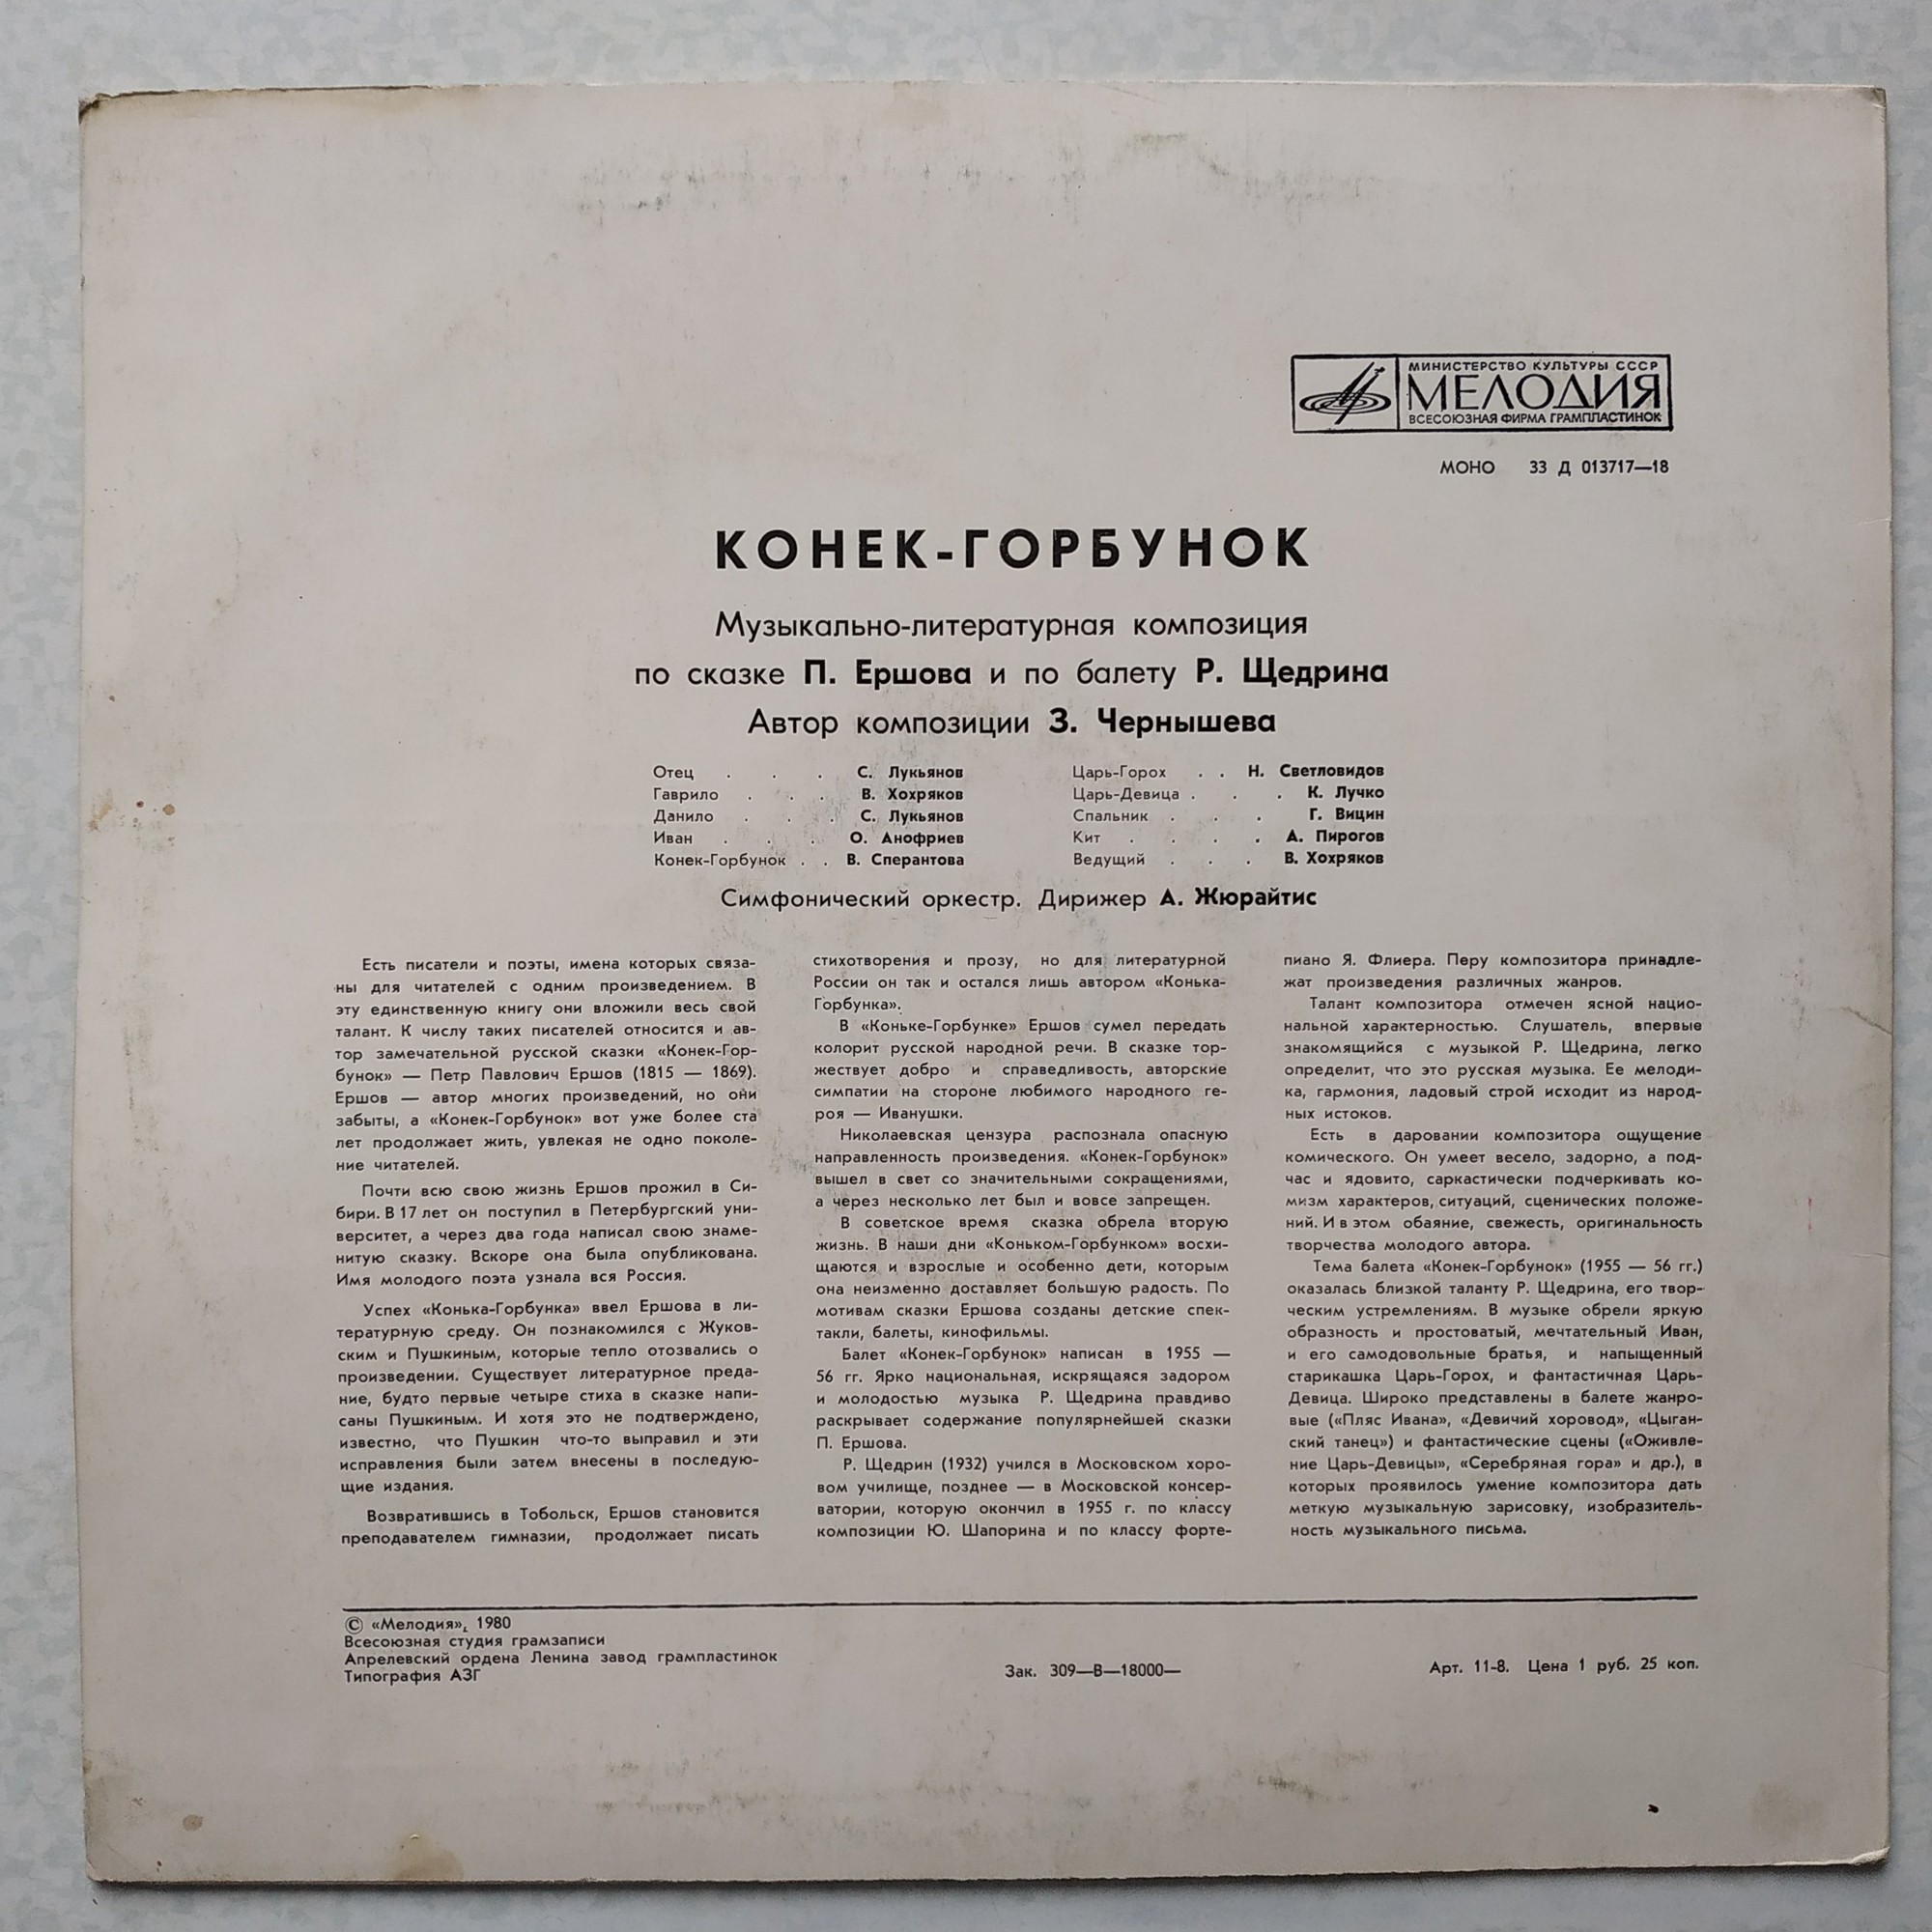 МИНИСТЕРСТВО КУЛЬТУРЫ СССР
МЕЛОДИЯ
ВСЕСОЮЗНАЯ ФИРМА ГРАМПЛАСТИНОК
МОНО 33 Д 013717—18
КОНЕК-ГОРБУНОК
Музыкально-литературная композиция
по сказке П. Ершова и по балету Р. Щедрина
Автор композиции З. Чернышева
Отец . . . С. Лукьянов
Гаврило . . . В. Хохряков
Данило . . . С. Лукьянов
Иван . . . О. Анофриев
Конек-Горбунок . . В. Сперантова
Царь-Горох . . Н. Светловидов
Царь-Девица . . . К. Лучко
Спальник . . . Г. Вицин
Кит . . . . А. Пирогов
Ведущий . . . В. Хохряков
Симфонический оркестр. Дирижер А. Жюрайтис
Есть писатели и поэты, имена которых связа-
ны для читателей с одним произведением. В
эту единственную книгу они вложили весь свой
талант. К числу таких писателей относится и ав-
тор замечательной русской сказки «Конек-Гор-
бунок» — Петр Павлович Ершов (1815 — 1869).
Ершов — автор многих произведений, но они
забыты, а «Конек-Горбунок» вот уже более ста
лет продолжает жить, увлекая не одно поколе-
ние читателей.
Почти всю свою жизнь Ершов прожил в Си-
бири. В 17 лет он поступил в Петербургский уни-
верситет, а через два года написал свою знаме-
нитую сказку. Вскоре она была опубликована.
Имя молодого поэта узнала вся Россия.
Успех «Конька-Горбунка» ввел Ершова в ли-
тературную среду. Он познакомился с Жуков-
ским и Пушкиным, которые тепло отозвались о
произведении. Существует литературное преда-
ние, будто первые четыре стиха в сказке напи-
саны Пушкиным. И хотя это не подтверждено,
известно, что Пушкин что-то выправил и эти
исправления были затем внесены в последую-
щие издания.
Возвратившись в Тобольск, Ершов становится
преподавателем гимназии, продолжает писать
стихотворения и прозу, но для литературной
России он так и остался лишь автором «Конька-
Горбунка».
В «Коньке-Горбунке» Ершов сумел передать
колорит русской народной речи. В сказке тор-
жествует добро и справедливость, авторские
симпатии на стороне любимого народного ге-
роя — Иванушки.
Николаевская цензура распознала опасную
направленность произведения. «Конек-Горбунок»
вышел в свет со значительными сокращениями,
а через несколько лет был и вовсе запрещен.
В советское время сказка обрела вторую
жизнь. В наши дни «Коньком-Горбунком» восхи-
щаются и взрослые и особенно дети, которым
она неизменно доставляет большую радость. По
мотивам сказки Ершова созданы детские спек-
такли, балеты, кинофильмы.
Балет «Конек-Горбунок» написан в 1955 —
56 гг. Ярко национальная, искрящаяся задором
и молодостью музыка Р. Щедрина правдиво
раскрывает содержание популярнейшей сказки
П. Ершова.
Р. Щедрин (1932) учился в Московском хоро-
вом училище, позднее — в Московской консер-
ватории, которую окончил в 1955 г. по классу
композиции Ю. Шапорина и по классу форте-
пиано Я. Флиера. Перу композитора принадле-
жат произведения различных жанров.
Талант композитора отмечен ясной нацио-
нальной характерностью. Слушатель, впервые
знакомящийся с музыкой Р. Щедрина, легко
определит, что это русская музыка. Ее мелоди-
ка, гармония, ладовый строй исходит из народ-
ных истоков.
Есть в даровании композитора ощущение
комического. Он умеет весело, задорно, а под-
час и ядовито, саркастически подчеркивать ко-
мизм характеров, ситуаций, сценических положе-
ний. И в этом обаяние, свежесть, оригинальность
творчества молодого автора.
Тема балета «Конек-Горбунок» (1955 — 56 гг.)
оказалась близкой таланту Р. Щедрина, его твор-
ческим устремлениям. В музыке обрели яркую
образность и простоватый, мечтательный Иван,
и его самодовольные братья, и напыщенный
старикашка Царь-Горох, и фантастичная Царь-
Девица. Широко представлены в балете жанро-
вые («Пляс Ивана», «Девичий хоровод», «Цыган-
ский танец») и фантастические сцены («Оживле-
ние Царь-Девицы», «Серебряная гора» и др.), в
которых проявилось умение композитора дать
меткую музыкальную зарисовку, изобразитель-
ность музыкального письма.
© «Мелодия», 1980
Всесоюзная студия грамзаписи
Апрелевский ордена Ленина завод грампластинок
Типография АЗГ
Зак. 309—В—18000—
Арт. 11-8. Цена 1 руб. 25 коп.